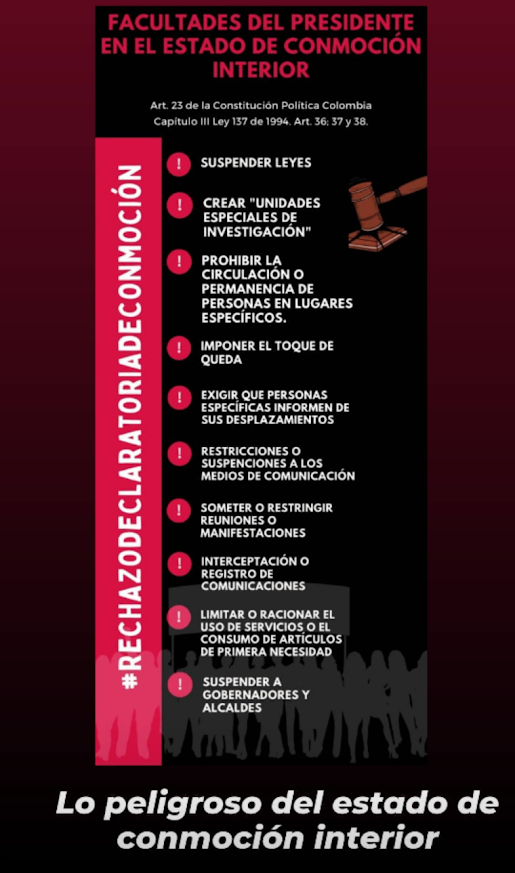 FACULTADES DEL PRESIDENTE
EN EL ESTADO DE CONMOCIÓN
INTERIOR
Art. 23 de la Constitución Política Colombia
Capítulo III Ley 137 de 1994. Art. 36; 37 y 38.
#RECHAZODECLARATORIADECONMOCIÓN
! SUSPENDER LEYES
! CREAR "UNIDADES
ESPECIALES DE
INVESTIGACIÓN"
! PROHIBIR LA
CIRCULACIÓN O
PERMANENCIA DE
PERSONAS EN LUGARES
ESPECÍFICOS.
! IMPONER EL TOQUE DE
QUEDA
! EXIGIR QUE PERSONAS
ESPECÍFICAS INFORMEN DE
SUS DESPLAZAMIENTOS
! RESTRICCIONES O
SUSPENCIONES A LOS
MEDIOS DE COMUNICACIÓN
! SOMETER O RESTRINGIR
REUNIONES O
MANIFESTACIONES
! INTERCEPTACIÓN O
REGISTRO DE
COMUNICACIONES
! LIMITAR O RACIONAR EL
USO DE SERVICIOS O EL
CONSUMO DE ARTÍCULOS
DE PRIMERA NECESIDAD
! SUSPENDER A
GOBERNADORES Y
ALCALDES
Lo peligroso del estado de
conmoción interior